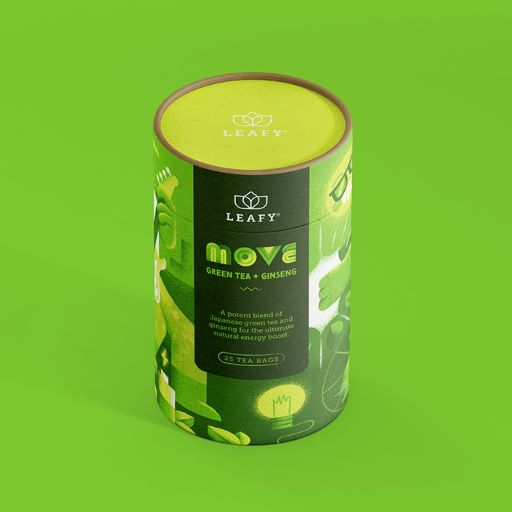 LEAFY®
LEAFY®
MOVE
GREEN TEA + GINSENG
A potent blend of
Japanese green tea and
ginseng for the ultimate
natural energy boost.
25 TEA BAGS